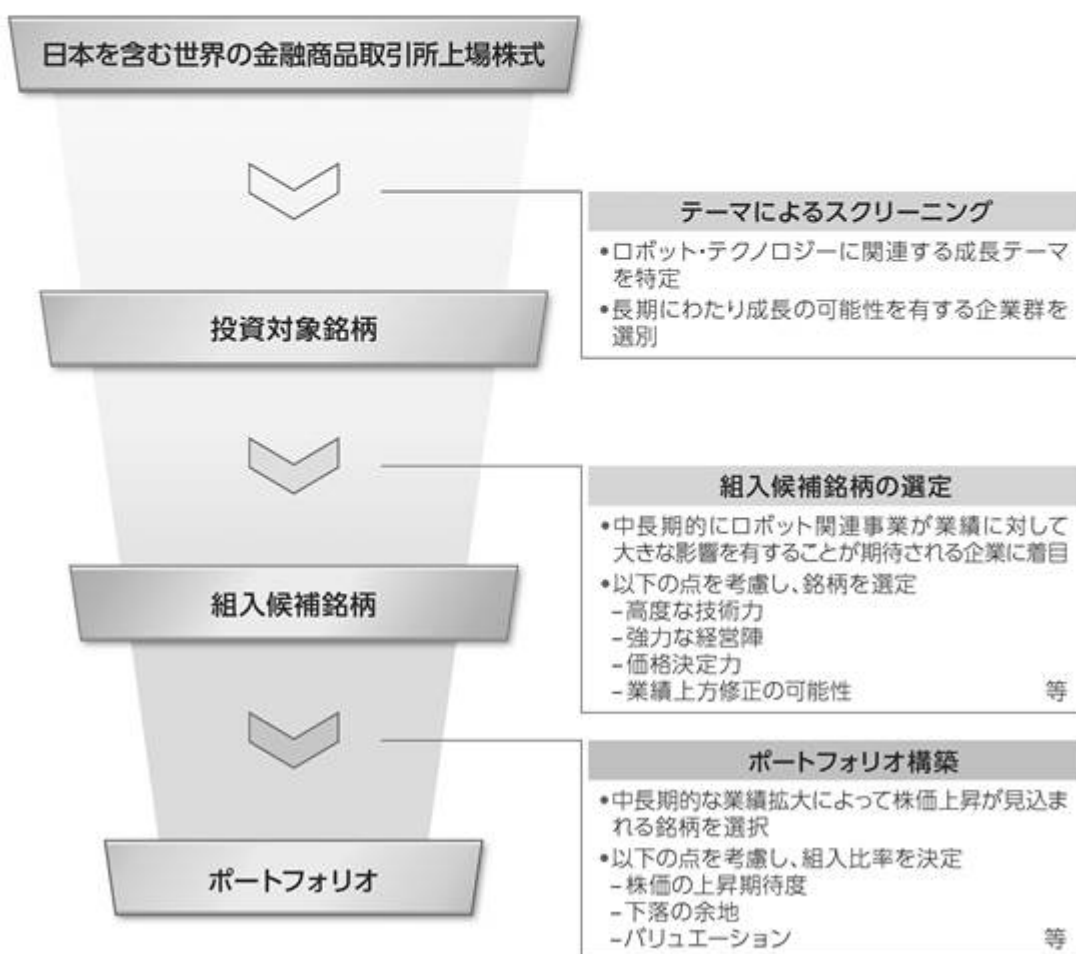 日本を含む世界の金融商品取引所上場株式
テーマによるスクリーニング
•ロボット・テクノロジーに関連する成長テーマ
を特定
•長期にわたり成長の可能性を有する企業群を
選別
投資対象銘柄
組入候補銘柄の選定
•中長期的にロボット関連事業が業績に対して
大きな影響を有することが期待される企業に着目
•以下の点を考慮し、銘柄を選定
−高度な技術力
−強力な経営陣
−価格決定力
−業績上方修正の可能性 等
組入候補銘柄
ポートフォリオ構築
•中長期的な業績拡大によって株価上昇が見込ま
れる銘柄を選択
•以下の点を考慮し、組入比率を決定
−株価の上昇期待度
−下落の余地
−バリュエーション 等
ポートフォリオ